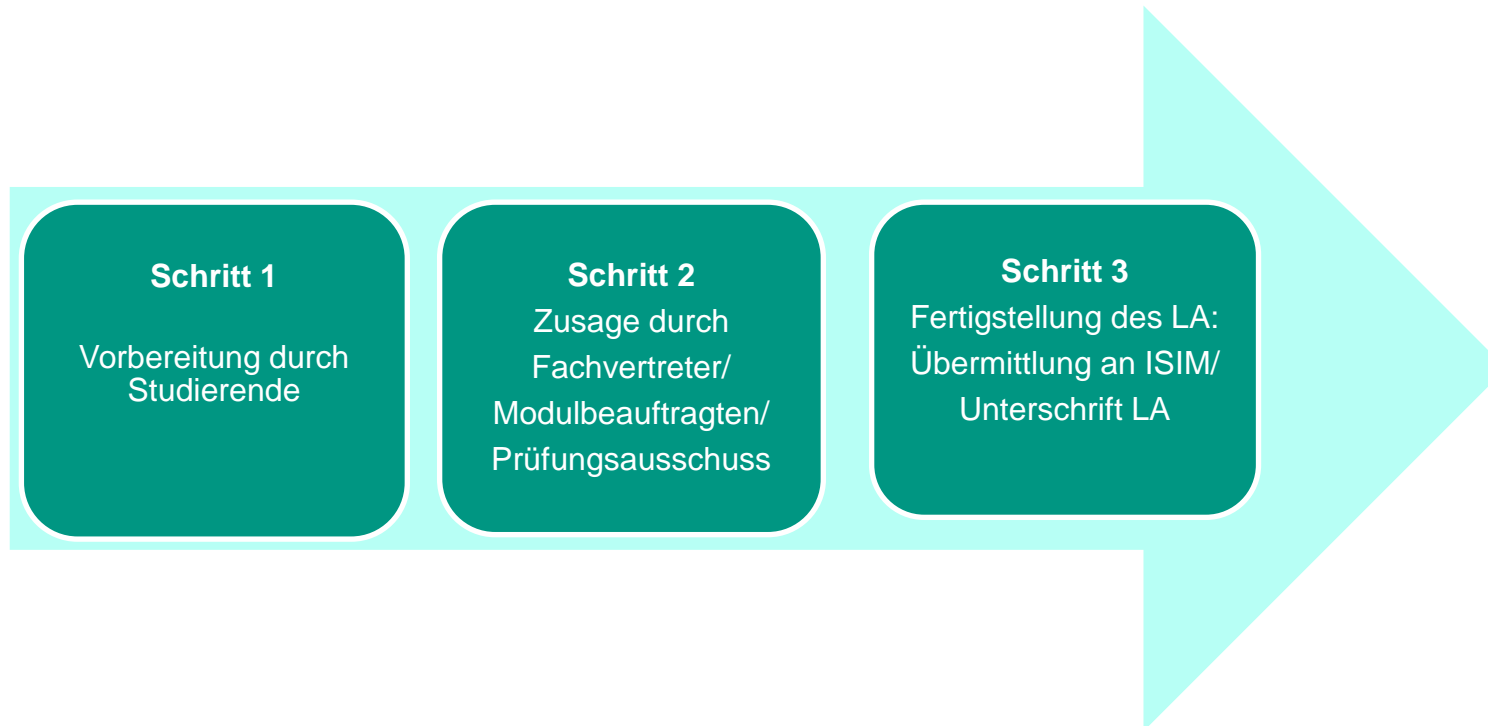 Schritt 1
Vorbereitung durch
Studierende
Schritt 2
Zusage durch
Fachvertreter/
Modulbeauftragten/
Prüfungsausschuss
Schritt 3
Fertigstellung des LA:
Übermittlung an ISIM/
Unterschrift LA